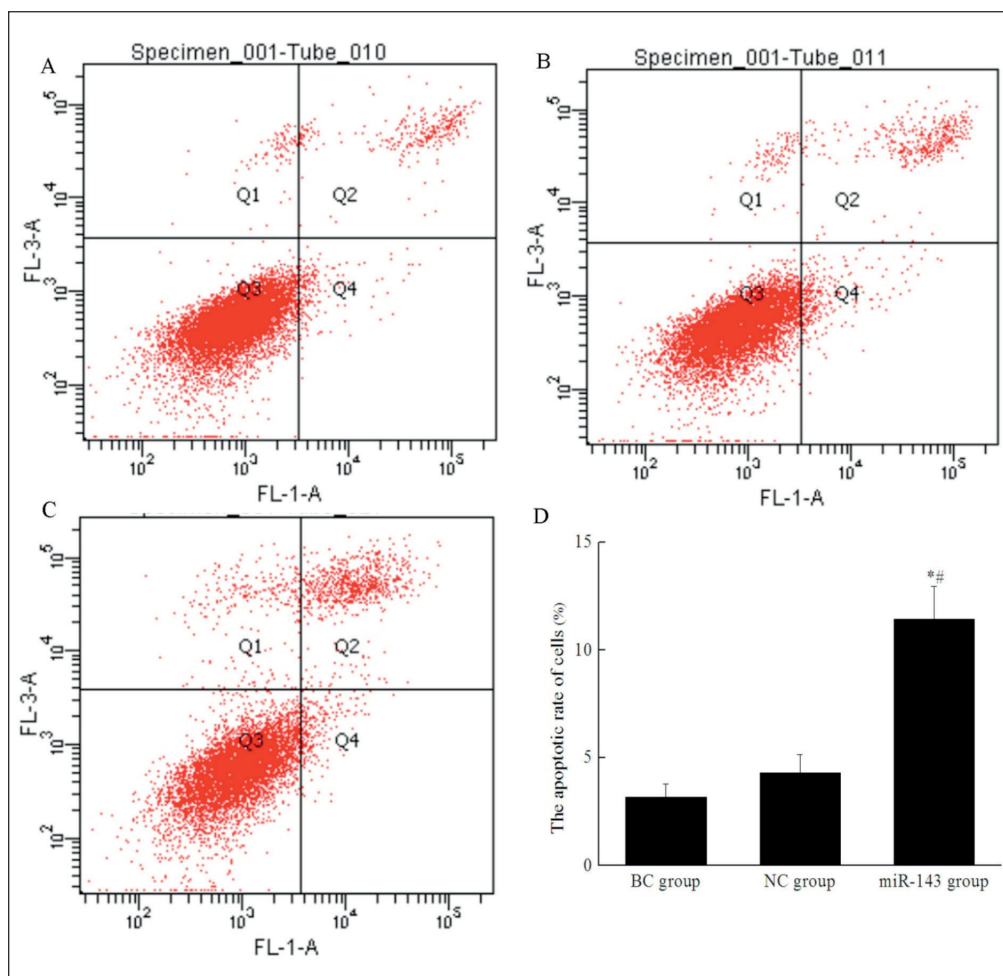 A
Specimen_001-Tube_010
FL-3-A
10^5
10^4
10^3
10^2
Q1
Q2
Q3
Q4
10^2
10^3
10^4
10^5
FL-1-A
B
Specimen_001-Tube_011
FL-3-A
10^5
10^4
10^3
10^2
Q1
Q2
Q3
Q4
10^2
10^3
10^4
10^5
FL-1-A
C
FL-3-A
10^5
10^4
10^3
10^2
Q1
Q2
Q3
Q4
10^2
10^3
10^4
10^5
FL-1-A
D
The apoptotic rate of cells (%)
15
10
5
0
*#
BC group
NC group
miR-143 group